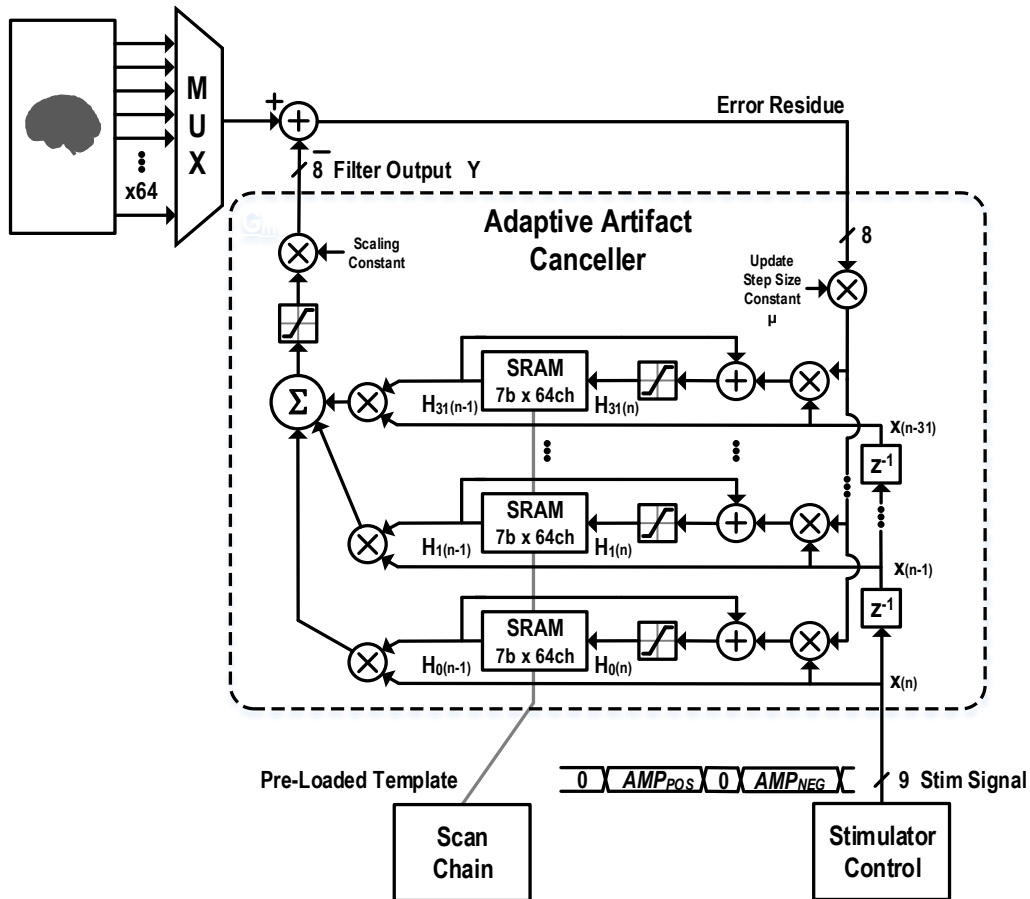 M
U
X
x64
+
Error Residue
−
8 Filter Output Y
Adaptive Artifact
Canceller
Scaling
Constant
8
Update
Step Size
Constant
μ
Σ
SRAM
7b x 64ch
H31(n-1)
H31(n)
x(n-31)
z-1
SRAM
7b x 64ch
H1(n-1)
H1(n)
x(n-1)
z-1
SRAM
7b x 64ch
H0(n-1)
H0(n)
x(n)
Pre-Loaded Template
0 AMPPOS 0 AMPNEG
9 Stim Signal
Scan
Chain
Stimulator
Control